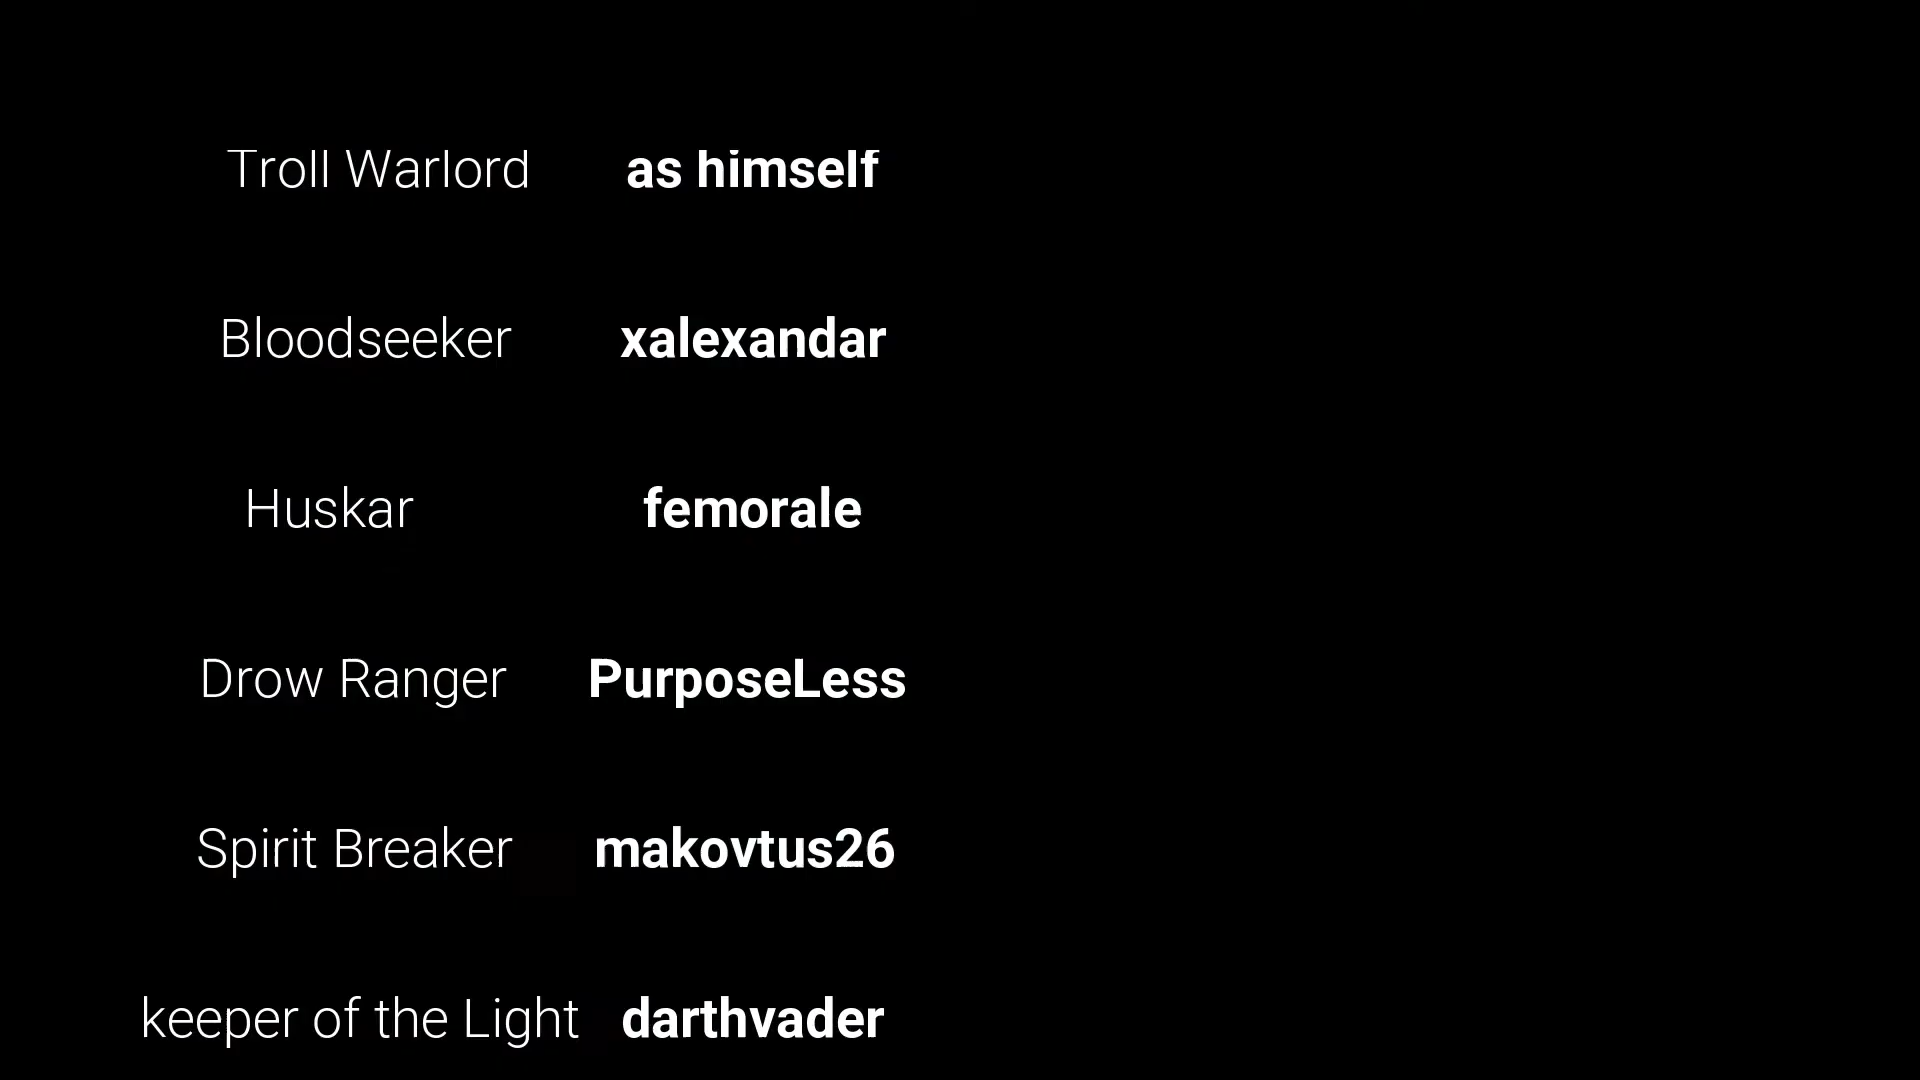 Troll Warlord as himself
Bloodseeker xalexandar
Huskar femorale
Drow Ranger PurposeLess
Spirit Breaker makovtus26
keeper of the Light darthvader